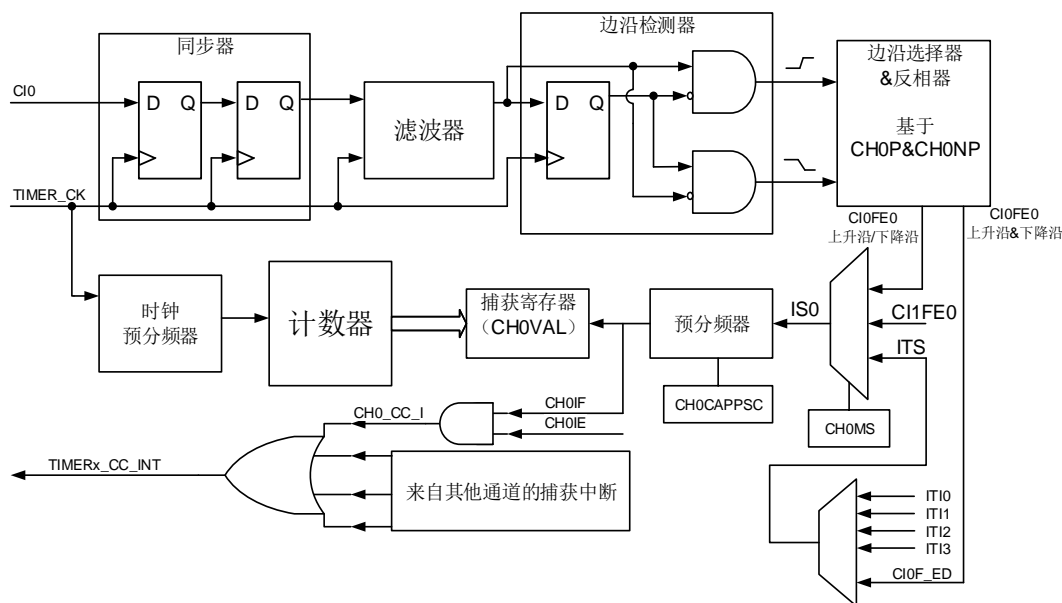 同步器
边沿检测器
CI0
D Q
D Q
滤波器
D Q
边沿选择器
&反相器
基于
CH0P&CH0NP
TIMER_CK
CI0FE0
上升沿/下降沿
CI0FE0
上升沿&下降沿
时钟
预分频器
计数器
捕获寄存器
（CH0VAL）
预分频器
IS0
CI1FE0
ITS
CH0CAPPSC
CH0MS
CH0_CC_I
CH0IF
CH0IE
TIMERx_CC_INT
来自其他通道的捕获中断
ITI0
ITI1
ITI2
ITI3
CI0F_ED